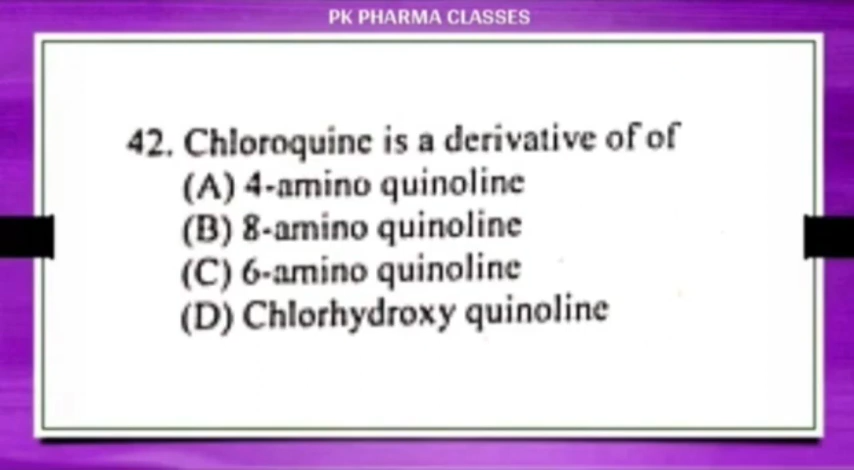 PK PHARMA CLASSES
42. Chloroquine is a derivative of of
(A) 4-amino quinoline
(B) 8-amino quinoline
(C) 6-amino quinoline
(D) Chlorhydroxy quinoline